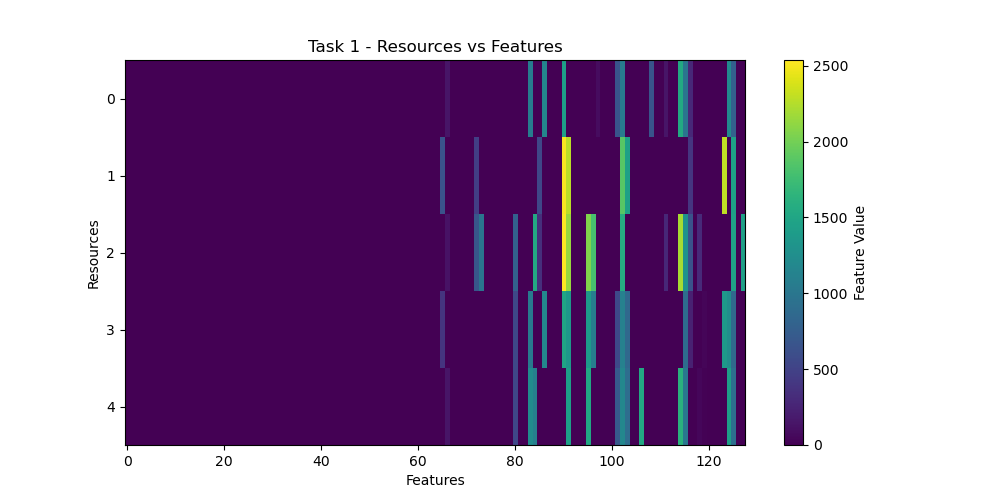 Task 1 - Resources vs Features
0
1
2
3
4
Resources
0 20 40 60 80 100 120
Features
2500
2000
1500
1000
500
0
Feature Value